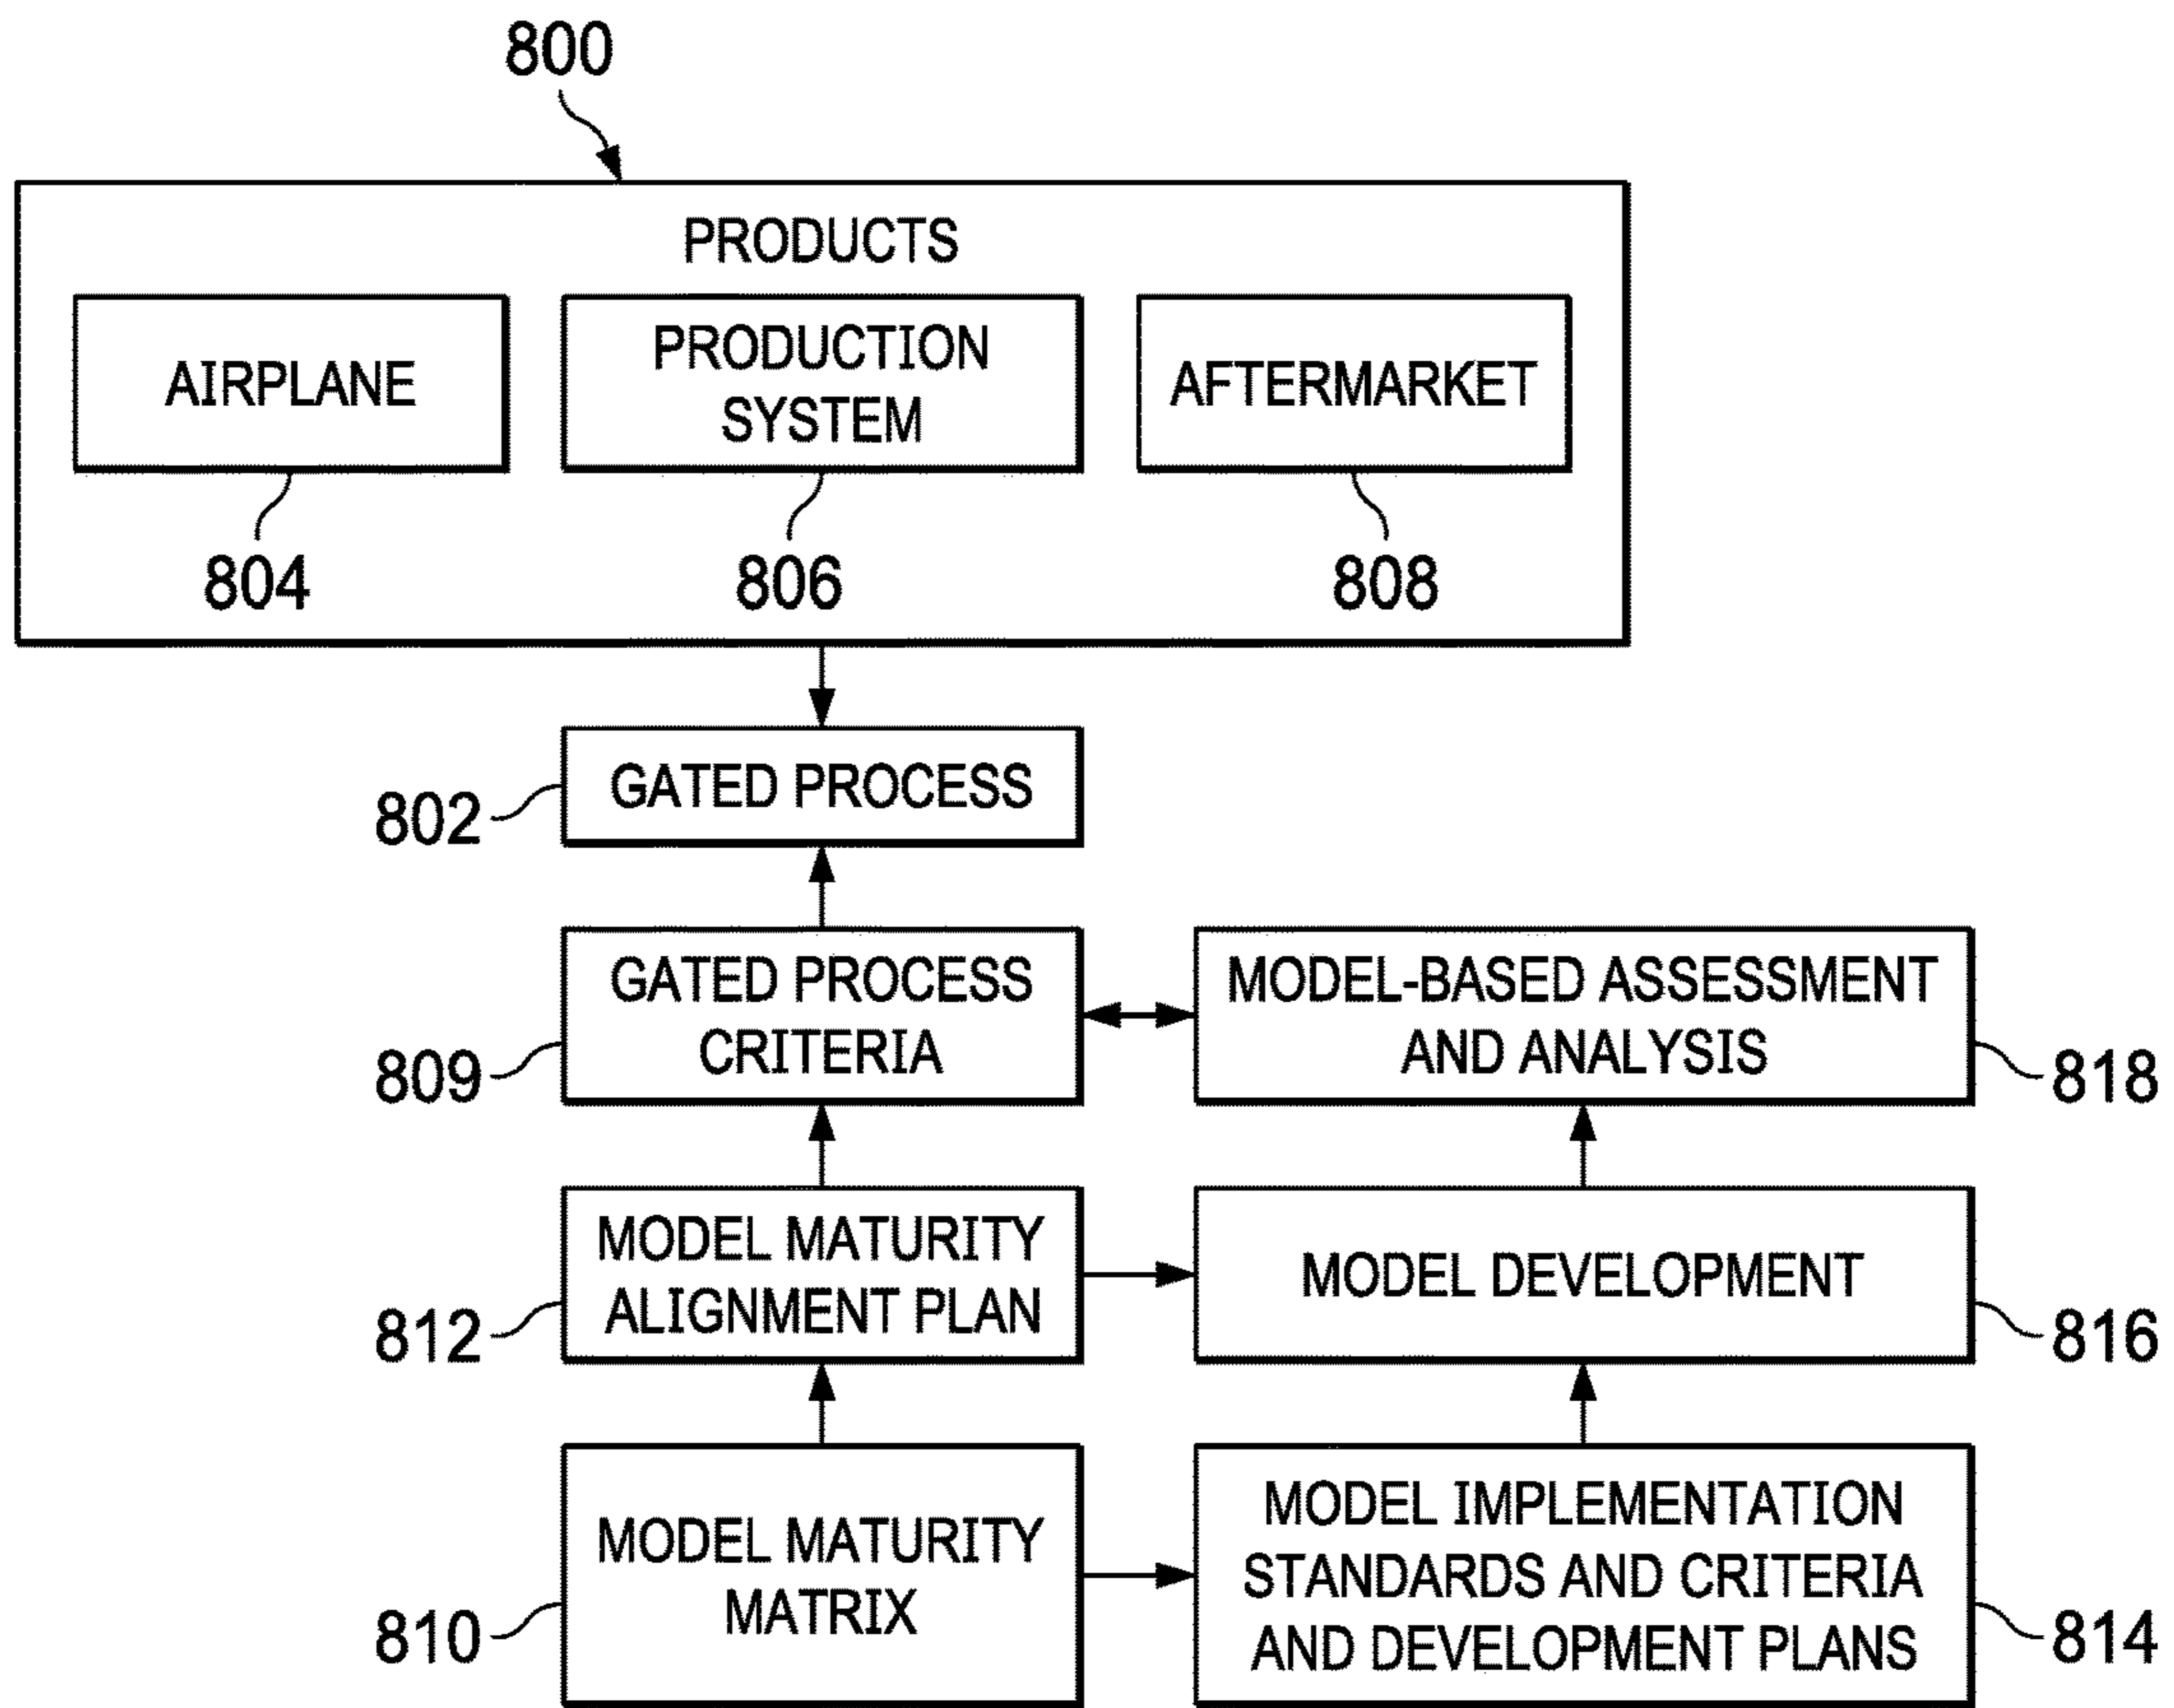 800
PRODUCTS
AIRPLANE
PRODUCTION
SYSTEM
AFTERMARKET
804
806
808
GATED PROCESS
802
GATED PROCESS
CRITERIA
809
MODEL-BASED ASSESSMENT
AND ANALYSIS
818
MODEL MATURITY
ALIGNMENT PLAN
812
MODEL DEVELOPMENT
816
MODEL MATURITY
MATRIX
810
MODEL IMPLEMENTATION
STANDARDS AND CRITERIA
AND DEVELOPMENT PLANS
814